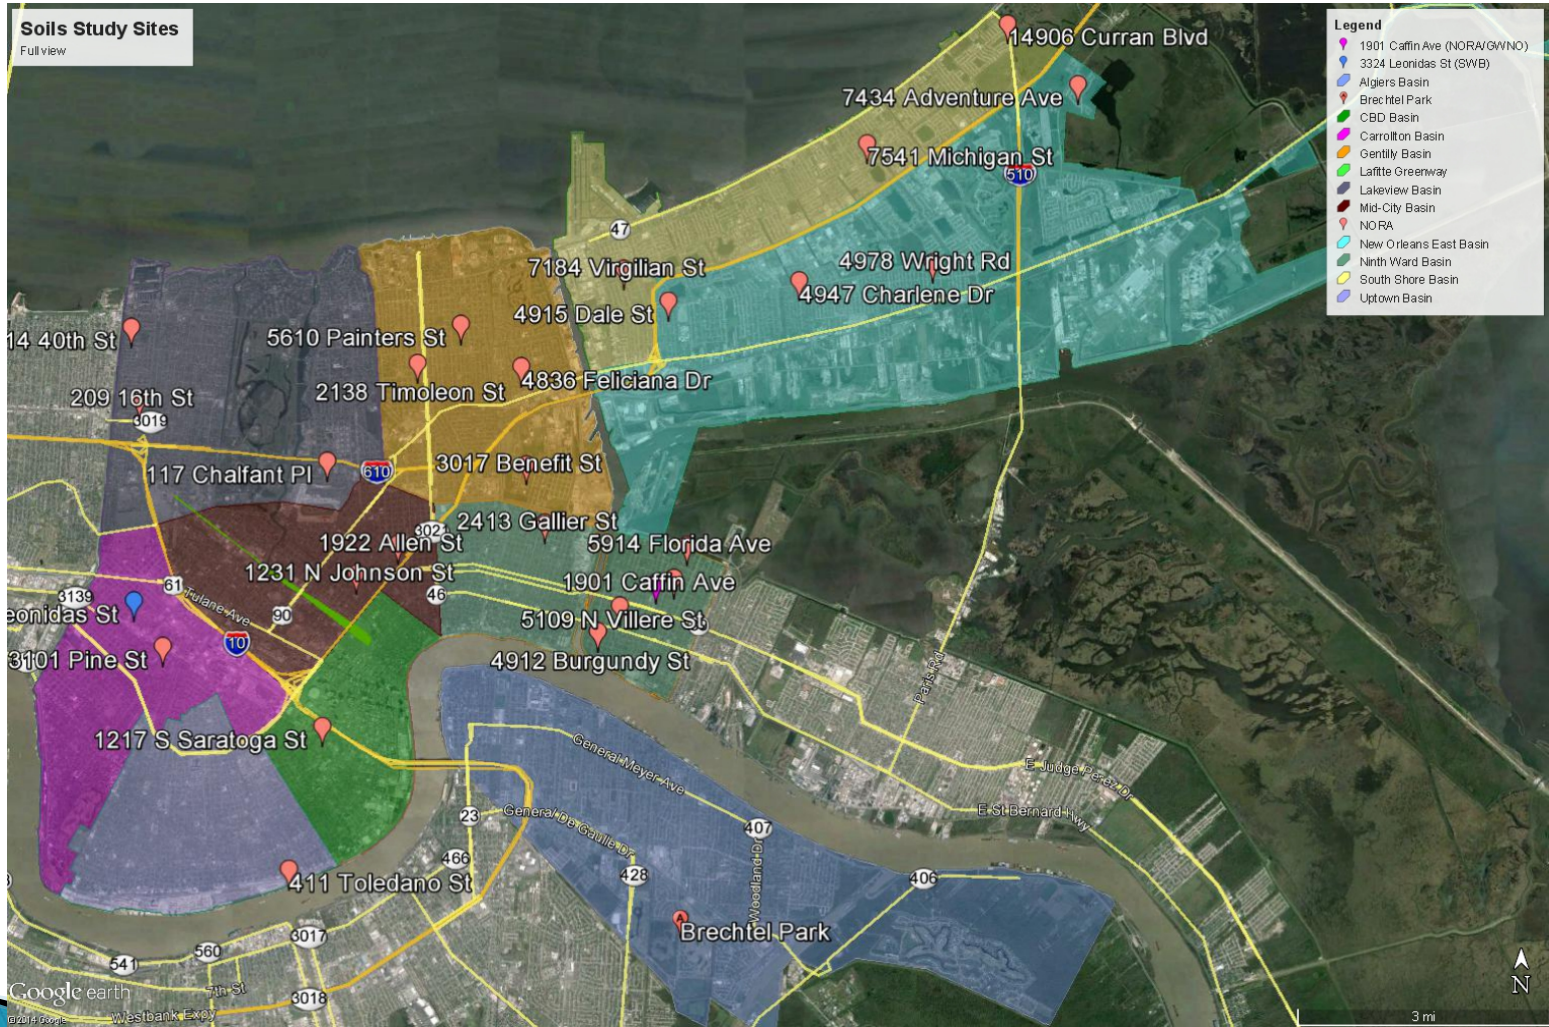 Soils Study Sites
Full view
Legend
1901 Caffin Ave (NORA/GWNO)
3324 Leonidas St (SWB)
Algiers Basin
Brechtel Park
CBD Basin
Carrollton Basin
Gentilly Basin
Lafitte Greenway
Lakeview Basin
Mid-City Basin
NORA
New Orleans East Basin
Ninth Ward Basin
South Shore Basin
Uptown Basin
14906 Curran Blvd
7434 Adventure Ave
7541 Michigan St
510
47
7184 Virgilian St
4978 Wright Rd
4947 Charlene Dr
4915 Dale St
14 40th St
5610 Painters St
2138 Timoleon St
4836 Feliciana Dr
209 16th St
3019
117 Chalfant Pl
610
3017 Benefit St
2413 Gallier St
3021
1922 Allen St
5914 Florida Ave
1231 N Johnson St
1901 Caffin Ave
61
3139
Tulane Ave
90
46
eonidas St
5109 N Villere St
10
3101 Pine St
4912 Burgundy St
Paris Rd
1217 S Saratoga St
General Meyer Ave
E Judge Perez Dr
23
General De Gaulle Dr
E St Bernard Hwy
407
466
Woodland Dr
428
406
411 Toledano St
A
Brechtel Park
3017
560
541
7th St
3018
Google earth
Westbank Expy
©2014 Google
N
3 mi